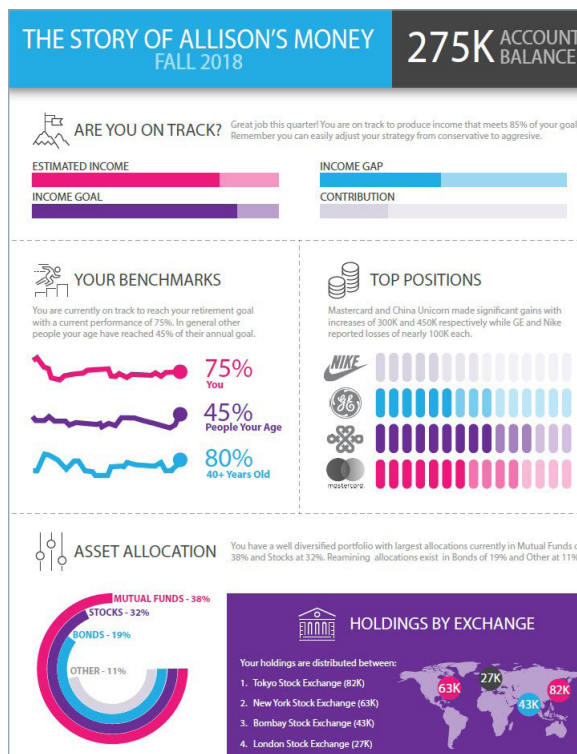 THE STORY OF ALLISON'S MONEY
FALL 2018
275K ACCOUNT
BALANCE
ARE YOU ON TRACK?
Great job this quarter! You are on track to produce income that meets 85% of your goal
Remember you can easily adjust your strategy from conservative to aggresive.
ESTIMATED INCOME
INCOME GOAL
INCOME GAP
CONTRIBUTION
YOUR BENCHMARKS
You are currently on track to reach your retirement goal
with a current performance of 75%. In general other
people your age have reached 45% of their annual goal.
75%
You
45%
People Your Age
80%
40+ Years Old
TOP POSITIONS
Mastercard and China Unicorn made significant gains with
increases of 300K and 450K respectively while GE and Nike
reported losses of nearly 100K each.
NIKE
GE
mastercard
ASSET ALLOCATION
You have a well diversified portfolio with largest allocations currently in Mutual Funds
38% and Stocks at 32%. Reamining allocations exist in Bonds of 19% and Other at 11%
MUTUAL FUNDS - 38%
STOCKS - 32%
BONDS - 19%
OTHER - 11%
HOLDINGS BY EXCHANGE
Your holdings are distributed between:
1. Tokyo Stock Exchange (82K)
2. New York Stock Exchange (63K)
3. Bombay Stock Exchange (43K)
4. London Stock Exchange (27K)
63K
27K
43K
82K